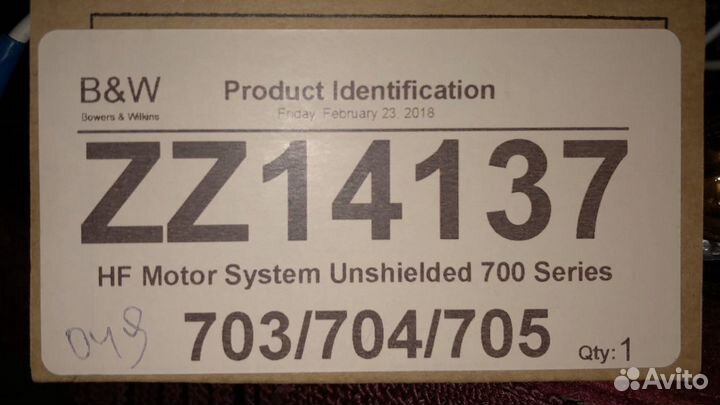 B&W
Bowers & Wilkins
Product Identification
Friday, February 23, 2018
ZZ14137
HF Motor System Unshielded 700 Series
703/704/705
Qty: 1
Avito